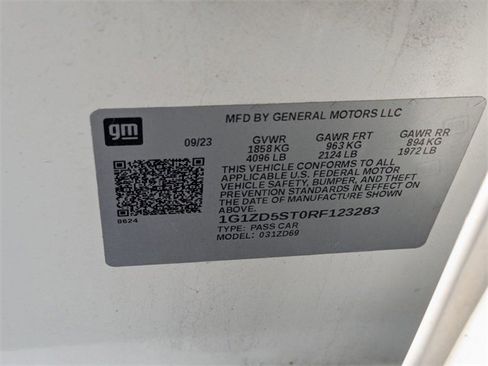 gm
MFD BY GENERAL MOTORS LLC
09/23 GVWR GAWR FRT GAWR RR
1858 KG 963 KG 894 KG
4096 LB 2124 LB 1972 LB
THIS VEHICLE CONFORMS TO ALL
APPLICABLE U.S. FEDERAL MOTOR
VEHICLE SAFETY, BUMPER, AND THEFT
PREVENTION STANDARDS IN EFFECT ON
THE DATE OF MANUFACTURE SHOWN
ABOVE.
1G1ZD5ST0RF123283
0624
TYPE: PASS CAR
MODEL: 031ZD69